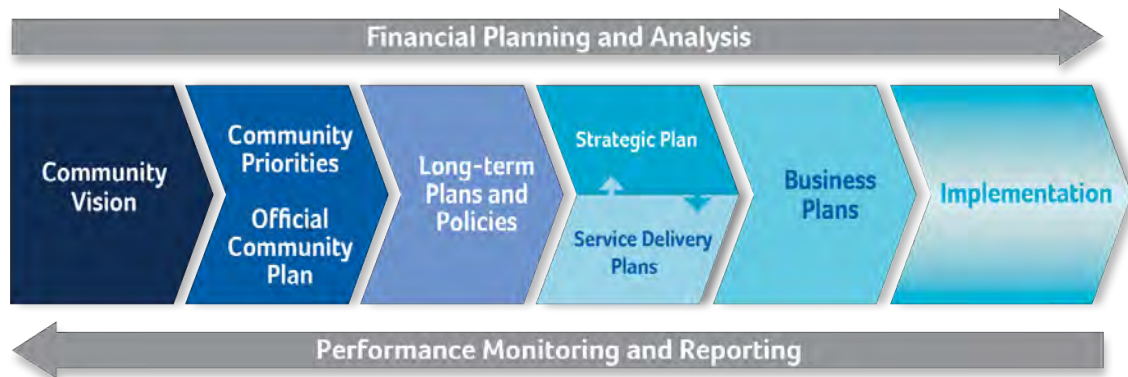 Financial Planning and Analysis
Community
Vision
Community
Priorities
Official
Community
Plan
Long-term
Plans and
Policies
Strategic Plan
Service Delivery
Plans
Business
Plans
Implementation
Performance Monitoring and Reporting